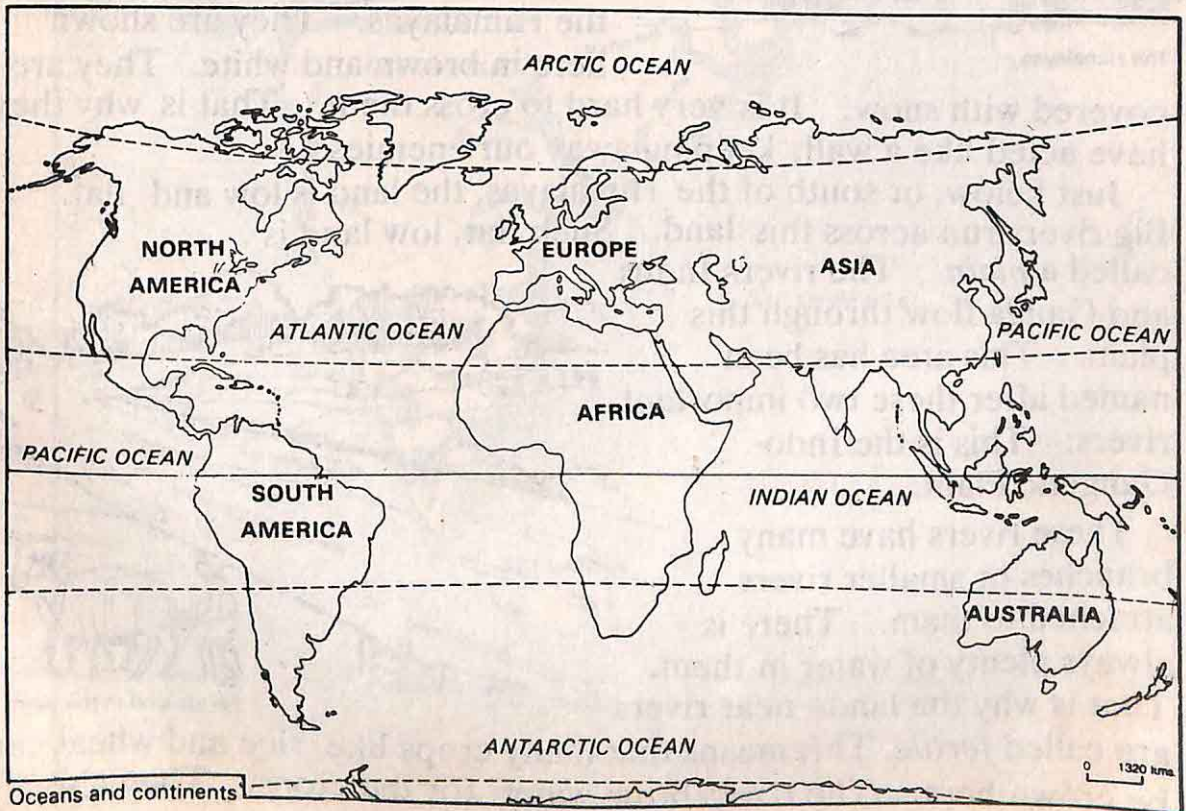 ARCTIC OCEAN
NORTH
AMERICA
EUROPE
ASIA
ATLANTIC OCEAN
PACIFIC OCEAN
AFRICA
PACIFIC OCEAN
SOUTH
AMERICA
INDIAN OCEAN
AUSTRALIA
ANTARCTIC OCEAN
0 1320 kms.
Oceans and continents